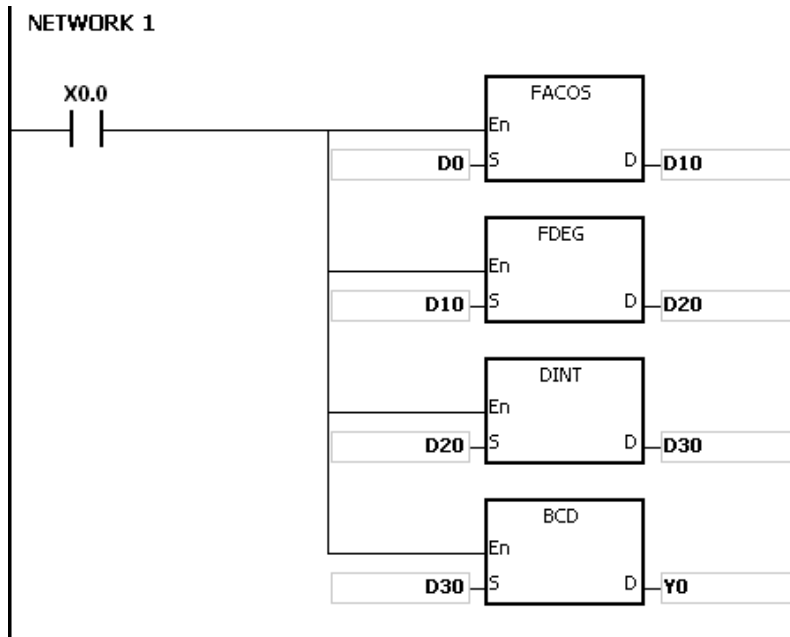 NETWORK 1
X0.0
FACOS
En
D0 S D D10
FDEG
En
D10 S D D20
DINT
En
D20 S D D30
BCD
En
D30 S D Y0